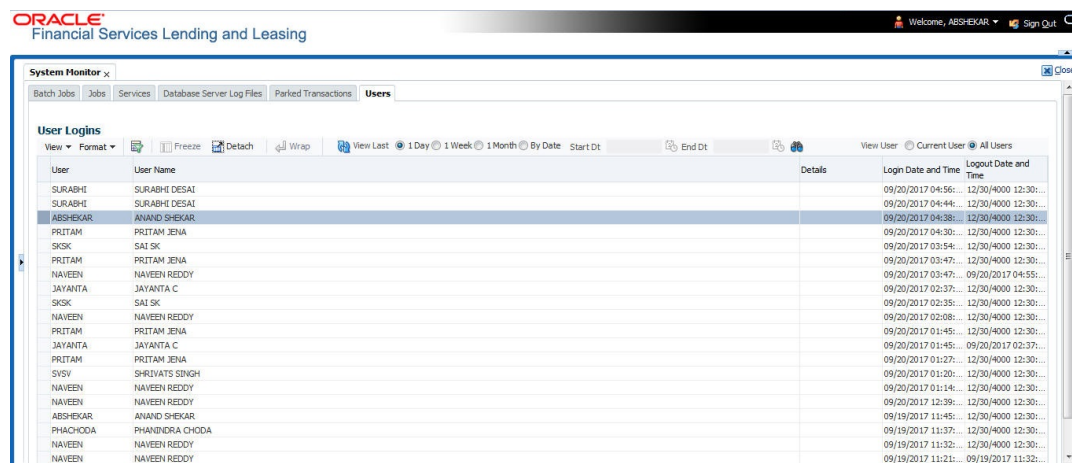 ORACLE
Financial Services Lending and Leasing
Welcome, ABSHEKAR Sign Out
System Monitor x
Close
Batch Jobs Jobs Services Database Server Log Files Parked Transactions Users
User Logins
View Format Freeze Detach Wrap View Last 1 Day 1 Week 1 Month By Date Start Dt End Dt View User Current User All Users
User User Name Details Login Date and Time Logout Date and Time
SURABHI SURABHI DESAI 09/20/2017 04:56:... 12/30/4000 12:30:...
SURABHI SURABHI DESAI 09/20/2017 04:44:... 12/30/4000 12:30:...
ABSHEKAR ANAND SHEKAR 09/20/2017 04:38:... 12/30/4000 12:30:...
PRITAM PRITAM JENA 09/20/2017 04:30:... 12/30/4000 12:30:...
SKSK SAI SK 09/20/2017 03:54:... 12/30/4000 12:30:...
PRITAM PRITAM JENA 09/20/2017 03:47:... 12/30/4000 12:30:...
NAVEEN NAVEEN REDDY 09/20/2017 03:47:... 09/20/2017 04:55:...
JAYANTA JAYANTA C 09/20/2017 02:37:... 12/30/4000 12:30:...
SKSK SAI SK 09/20/2017 02:35:... 12/30/4000 12:30:...
NAVEEN NAVEEN REDDY 09/20/2017 02:08:... 12/30/4000 12:30:...
PRITAM PRITAM JENA 09/20/2017 01:45:... 12/30/4000 12:30:...
JAYANTA JAYANTA C 09/20/2017 01:45:... 09/20/2017 02:37:...
PRITAM PRITAM JENA 09/20/2017 01:27:... 12/30/4000 12:30:...
SVSV SHRIVATS SINGH 09/20/2017 01:20:... 12/30/4000 12:30:...
NAVEEN NAVEEN REDDY 09/20/2017 01:14:... 12/30/4000 12:30:...
NAVEEN NAVEEN REDDY 09/20/2017 12:39:... 12/30/4000 12:30:...
ABSHEKAR ANAND SHEKAR 09/19/2017 11:45:... 12/30/4000 12:30:...
PHACHODA PHANINDRA CHODA 09/19/2017 11:37:... 12/30/4000 12:30:...
NAVEEN NAVEEN REDDY 09/19/2017 11:32:... 12/30/4000 12:30:...
NAVEEN NAVEEN REDDY 09/19/2017 11:21:... 09/19/2017 11:32:...